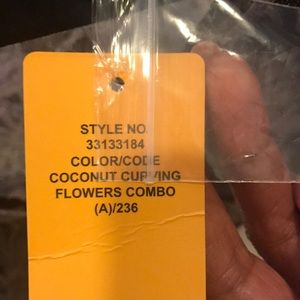 STYLE NO.
33133184
COLOR/CODE
COCONUT CURVING
FLOWERS COMBO
(A)/236